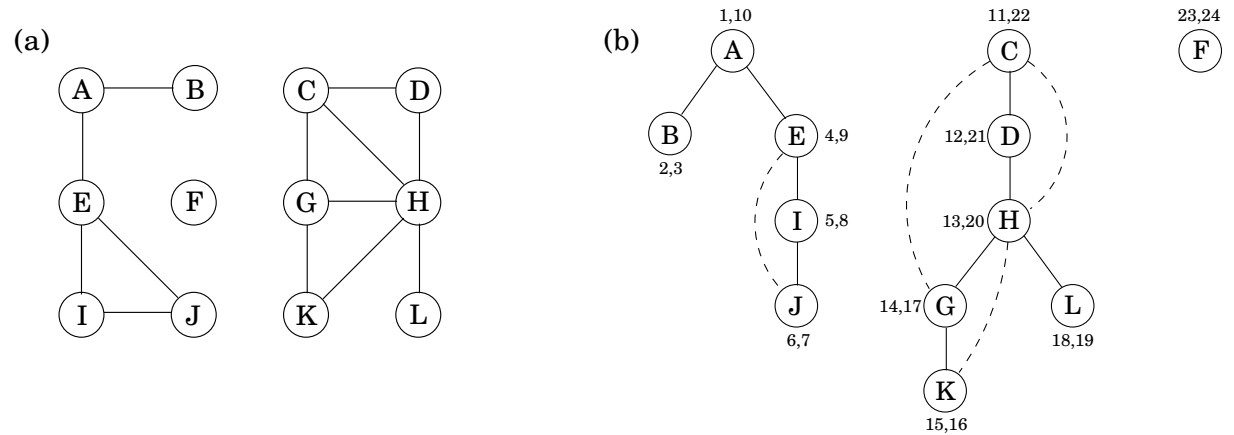 (a)
A B C D
E F G H
I J K L
(b)
1,10 11,22 23,24
A C F
B E 4,9 12,21 D
2,3
I 5,8 13,20 H
J 14,17 G L
6,7 18,19
K
15,16